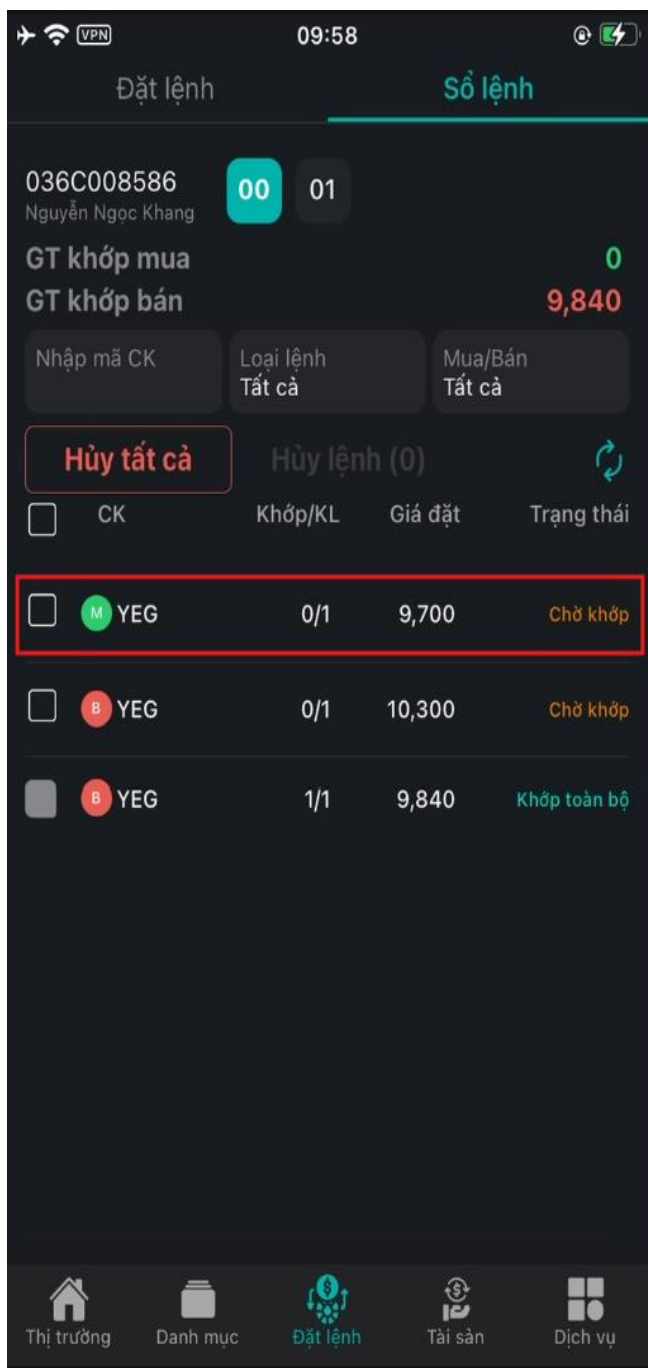 VPN 09:58
Đặt lệnh Sổ lệnh
036C008586 00 01
Nguyễn Ngọc Khang
GT khớp mua 0
GT khớp bán 9,840
Nhập mã CK Loại lệnh Mua/Bán
Tất cả Tất cả
Hủy tất cả Hủy lệnh (0)
CK Khớp/KL Giá đặt Trạng thái
M YEG 0/1 9,700 Chờ khớp
B YEG 0/1 10,300 Chờ khớp
B YEG 1/1 9,840 Khớp toàn bộ
Thị trường Danh mục Đặt lệnh Tài sản Dịch vụ